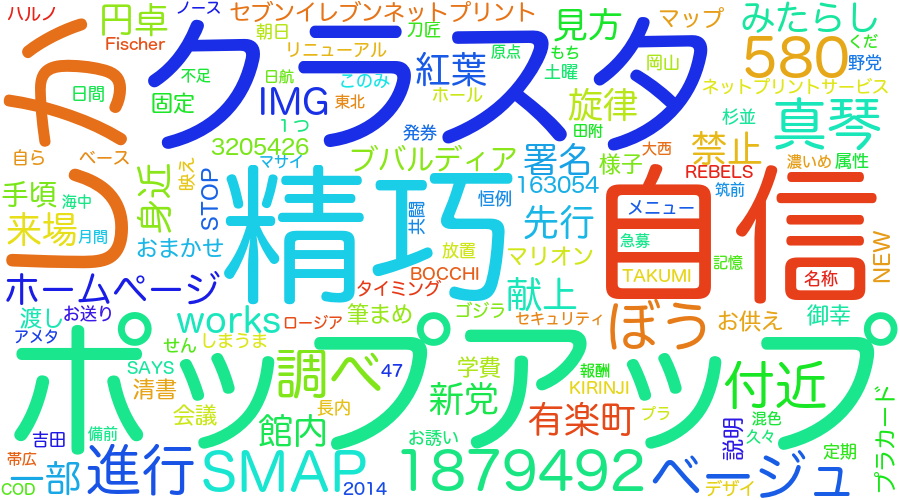 ハルノ
ノース
セブンイレブンネットプリント
見方
マップ
みたらし
円卓
朝日
刀匠
Fischer
クラスタ
リニューアル
原点
もち
580
くだ
野党
日間
固定
不足
日航
このみ
紅葉
土曜
岡山
ネットプリントサービス
IMG
東北
ホール
旋律
真琴
1つ
発券
田附
杉並
3205426
ブバルディア
署名
様子
禁止
大西
濃いめ
属性
自ら
ベース
映え
マサイ
163054
REBELS
筑前
手頃
海中
身近
STOP
精巧
恒例
共闘
先行
メニュー
自信
来場
月間
おまかせ
放置
マリオン
急募
記憶
NEW
BOCCHI
TAKUMI
名称
ホームページ
タイミング
献上
渡し
お送り
works
ロージア
筆まめ
ゴジラ
セキュリティ
ぼう
お供え
御幸
アメタ
ポップアップ
せん
しまうま
SAYS
清書
調べ
47
学費
報酬
KIRINJI
付近
会議
長内
新党
有楽町
ブラ
混色
プラカード
吉田
備前
館内
お誘い
説明
久々
帯広
一部
進行
SMAP
2014
1879492
ベージュ
デザイ
定期
COD